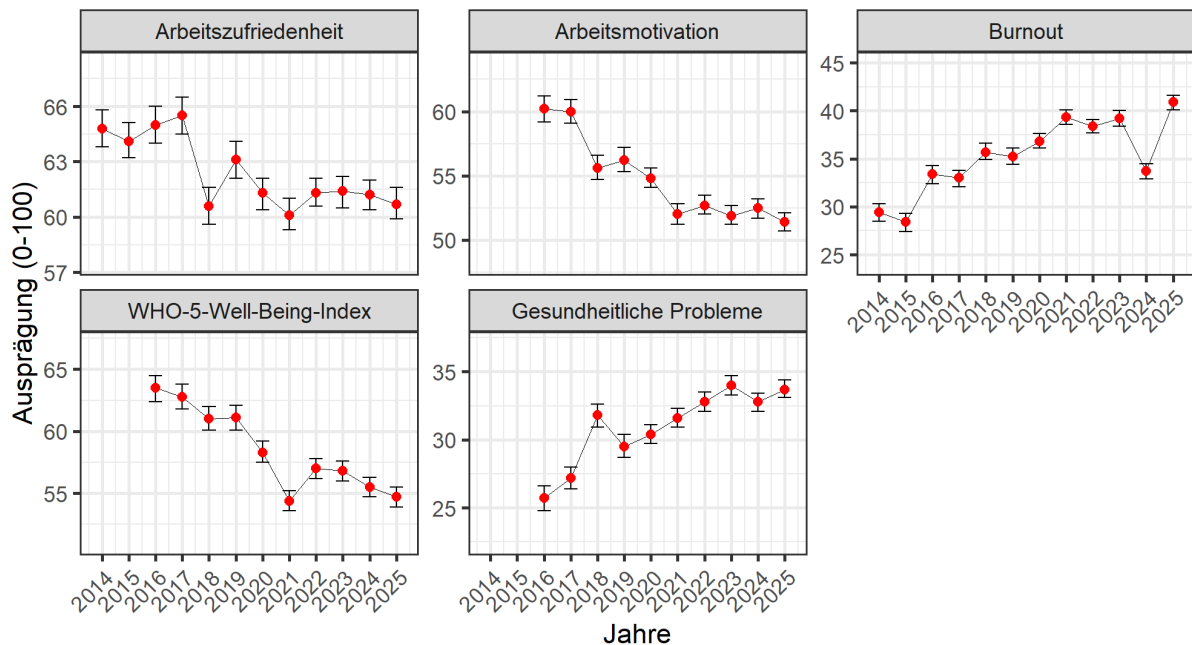 Arbeitszufriedenheit
Arbeitsmotivation
Burnout
66
63
60
57
60
55
50
45
40
35
30
25
2014 2015 2016 2017 2018 2019 2020 2021 2022 2023 2024 2025
WHO-5-Well-Being-Index
Gesundheitliche Probleme
65
60
55
35
30
25
2014 2015 2016 2017 2018 2019 2020 2021 2022 2023 2024 2025
2014 2015 2016 2017 2018 2019 2020 2021 2022 2023 2024 2025
Ausprägung (0-100)
Jahre